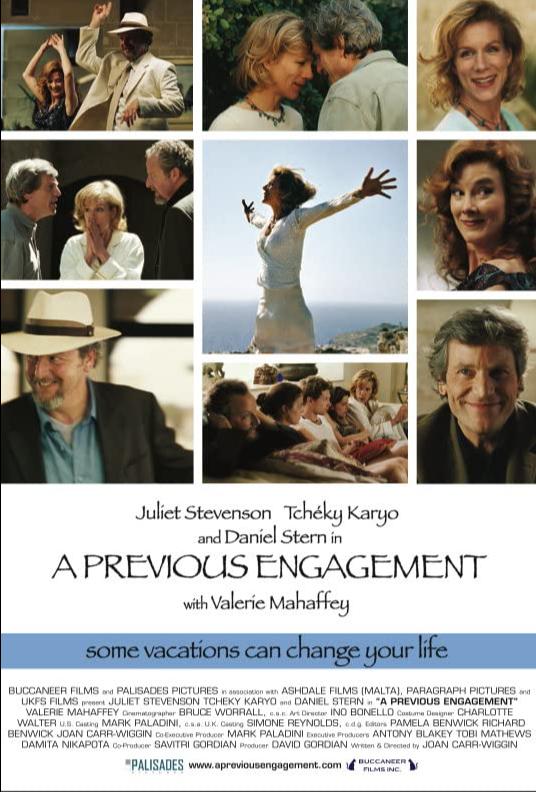 Juliet Stevenson Tchéky Karyo
and Daniel Stern in
A PREVIOUS ENGAGEMENT
with Valerie Mahaffey
some vacations can change your life
BUCCANEER FILMS and PALISADES PICTURES in association with ASHDALE FILMS (MALTA), PARAGRAPH PICTURES and
UKFS FILMS present JULIET STEVENSON TCHEKY KARYO and DANIEL STERN in "A PREVIOUS ENGAGEMENT"
VALERIE MAHAFFEY Cinematographer BRUCE WORRALL, c.s.c. Art Director INO BONELLO Costume Designer CHARLOTTE
WALTER U.S. Casting MARK PALADINI, c.s.a. U.K. Casting SIMONE REYNOLDS, c.d.g. Editors PAMELA BENWICK RICHARD
BENWICK JOAN CARR-WIGGIN Co-Executive Producer MARK PALADINI Executive Producers ANTONY BLAKEY TOBI MATHEWS
DAMITA NIKAPOTA Co-Producer SAVITRI GORDIAN Producer DAVID GORDIAN Written & Directed by JOAN CARR-WIGGIN
PALISADES PICTURES www.apreviousengagement.com BUCCANEER
FILMS INC.